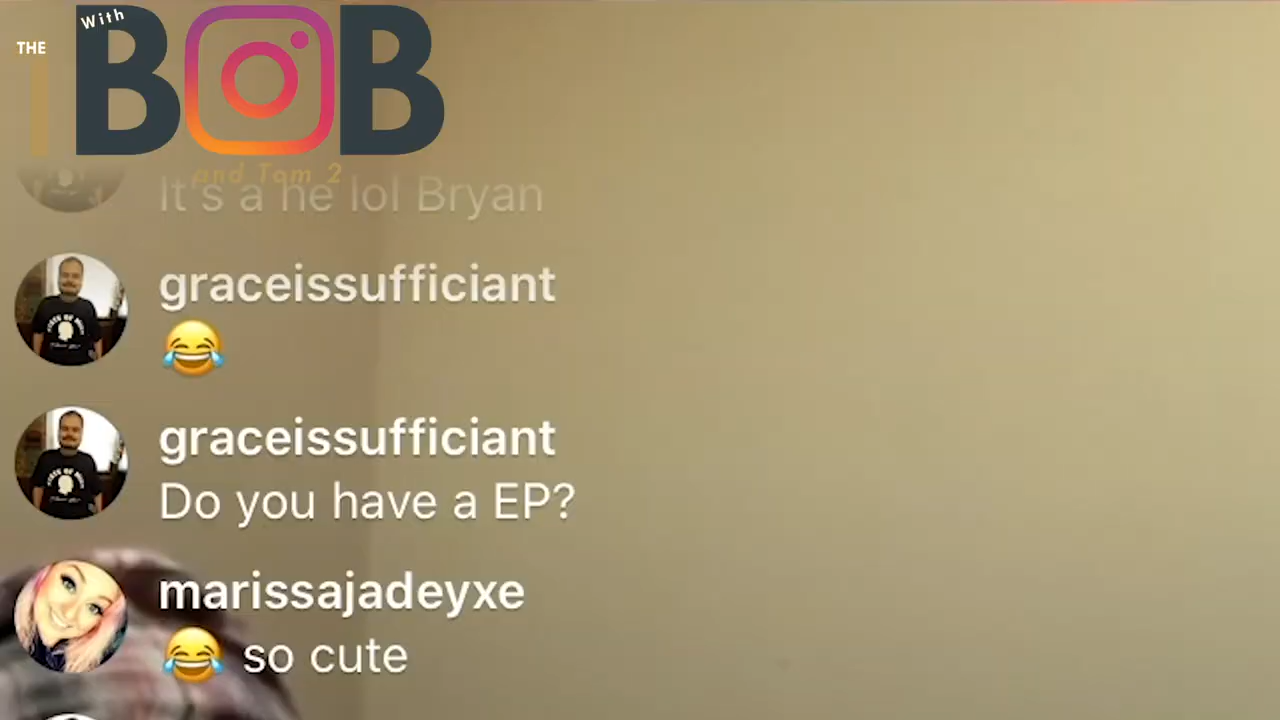 With
THE
BOB
and Tom 2
It's a he lol Bryan
graceissufficiant
😂
graceissufficiant
Do you have a EP?
marissajadeyxe
😂 so cute